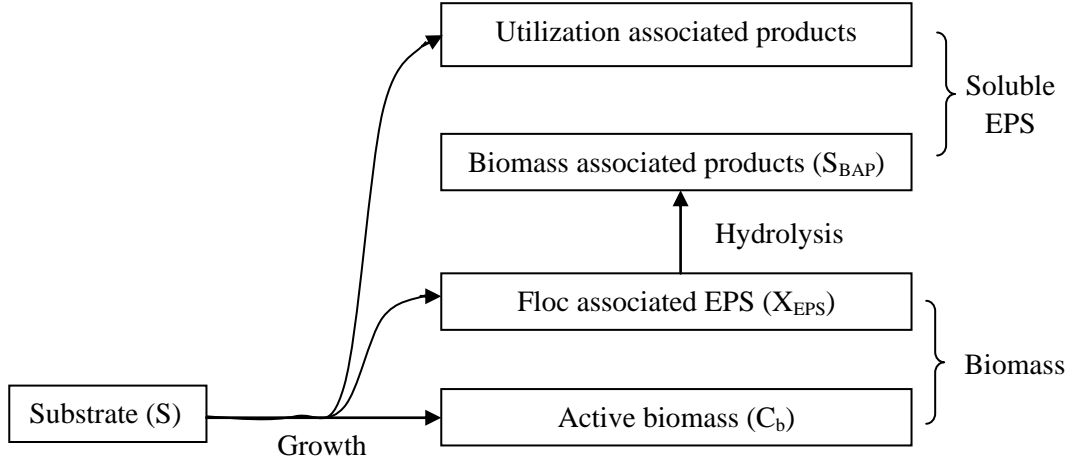 Utilization associated products
Soluble
EPS
Biomass associated products (S_BAP)
Hydrolysis
Floc associated EPS (X_EPS)
Biomass
Substrate (S)
Active biomass (C_b)
Growth